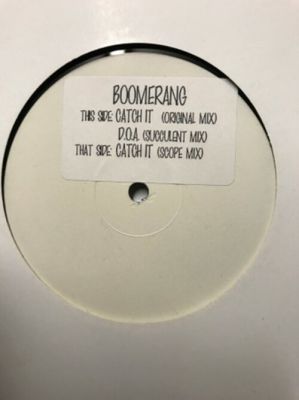 BOOMERANG
THIS SIDE: CATCH IT (ORIGINAL MIX)
D.O.A. (SUCCULENT MIX)
THAT SIDE: CATCH IT (SCOPE MIX)